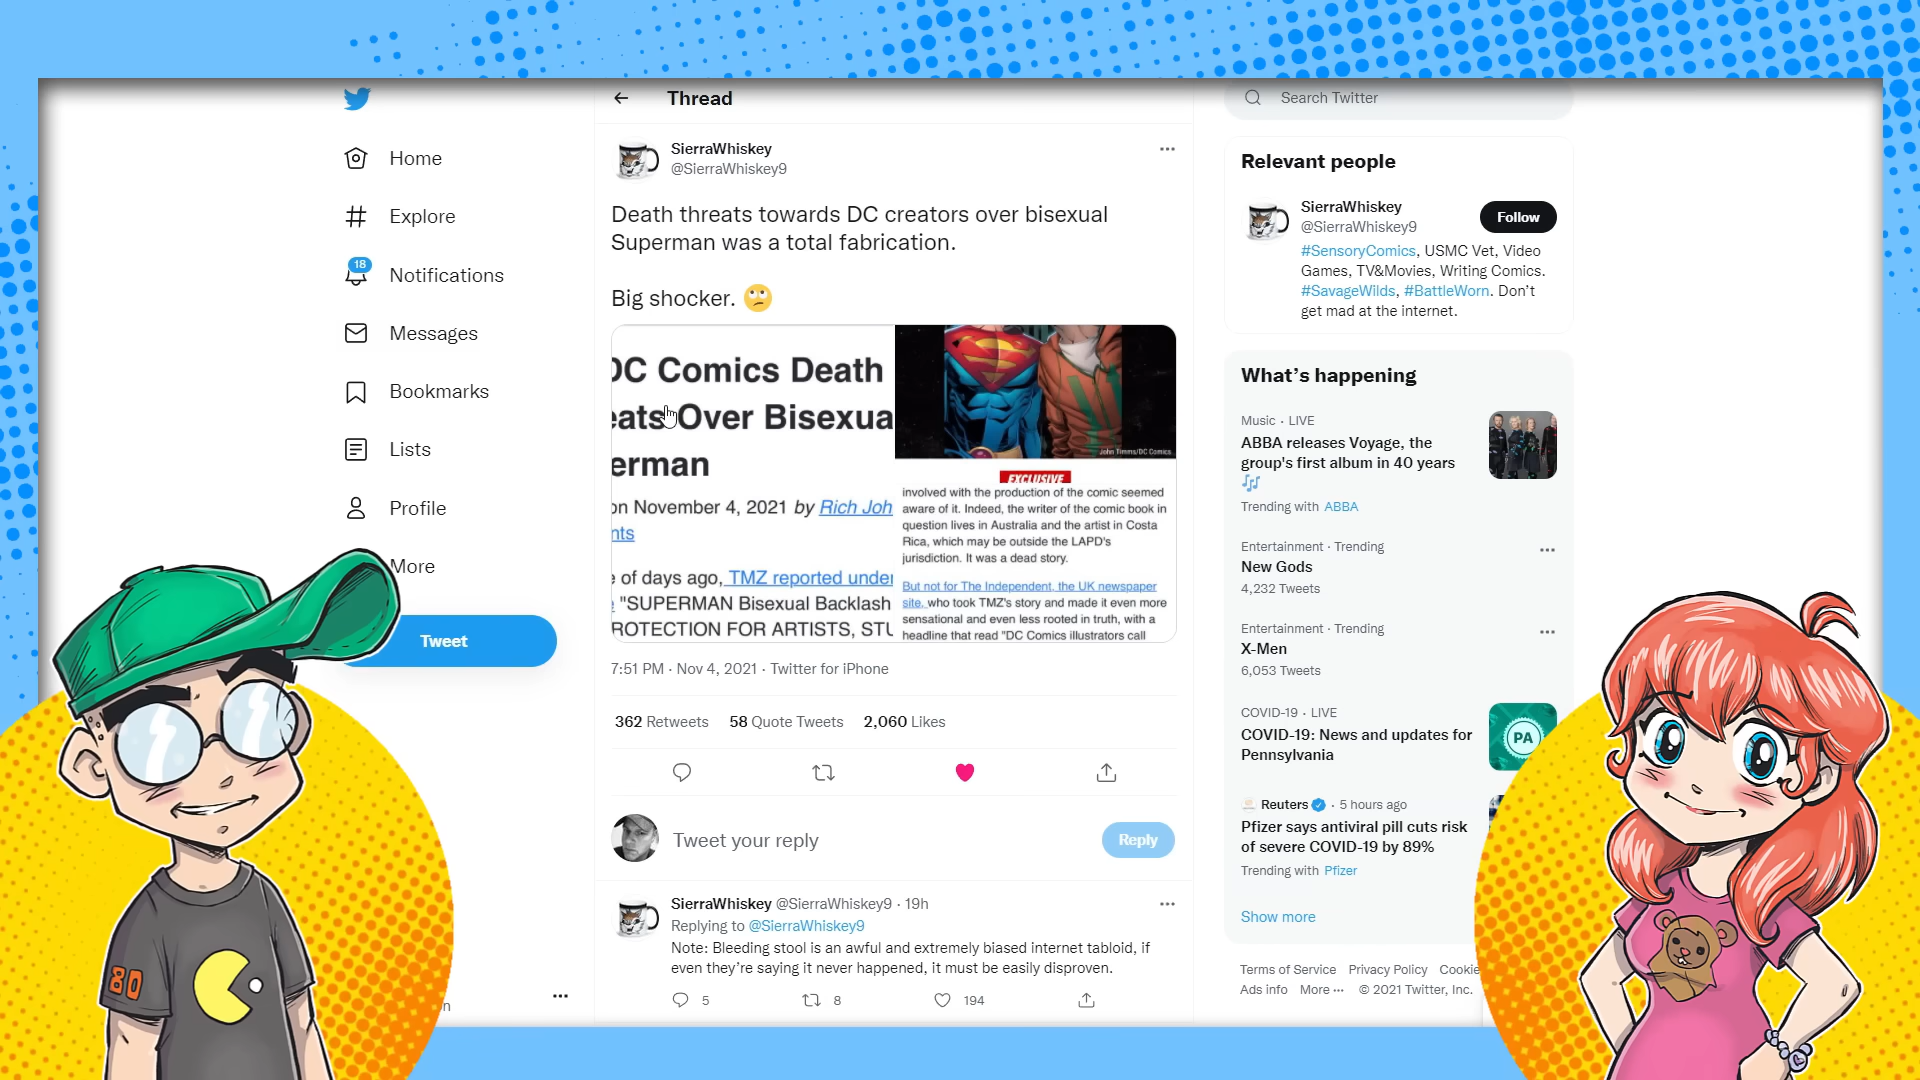 Home
Explore
18
Notifications
Messages
Bookmarks
Lists
Profile
More
Tweet
Thread
SierraWhiskey
@SierraWhiskey9
Death threats towards DC creators over bisexual
Superman was a total fabrication.
Big shocker.
DC Comics Death
eats Over Bisexua
erman
on November 4, 2021 by Rich Joh
nts
e of days ago, TMZ reported under
"SUPERMAN Bisexual Backlash
ROTECTION FOR ARTISTS, STU
John Timms/DC Comics
EXCLUSIVE
involved with the production of the comic seemed
aware of it. Indeed, the writer of the comic book in
question lives in Australia and the artist in Costa
Rica, which may be outside the LAPD's
jurisdiction. It was a dead story.
But not for The Independent, the UK newspaper
site, who took TMZ's story and made it even more
sensational and even less rooted in truth, with a
headline that read "DC Comics illustrators call
7:51 PM · Nov 4, 2021 · Twitter for iPhone
362 Retweets 58 Quote Tweets 2,060 Likes
Tweet your reply
Reply
SierraWhiskey @SierraWhiskey9 · 19h
Replying to @SierraWhiskey9
Note: Bleeding stool is an awful and extremely biased internet tabloid, if
even they're saying it never happened, it must be easily disproven.
5 8 194
Search Twitter
Relevant people
SierraWhiskey
@SierraWhiskey9
Follow
#SensoryComics, USMC Vet, Video
Games, TV&Movies, Writing Comics.
#SavageWilds, #BattleWorn. Don't
get mad at the internet.
What's happening
Music · LIVE
ABBA releases Voyage, the
group's first album in 40 years
Trending with ABBA
Entertainment · Trending
New Gods
4,232 Tweets
Entertainment · Trending
X-Men
6,053 Tweets
COVID-19 · LIVE
COVID-19: News and updates for
Pennsylvania
PA
Reuters · 5 hours ago
Pfizer says antiviral pill cuts risk
of severe COVID-19 by 89%
Trending with Pfizer
Show more
Terms of Service Privacy Policy Cookie
Ads info More ··· © 2021 Twitter, Inc.
80
n